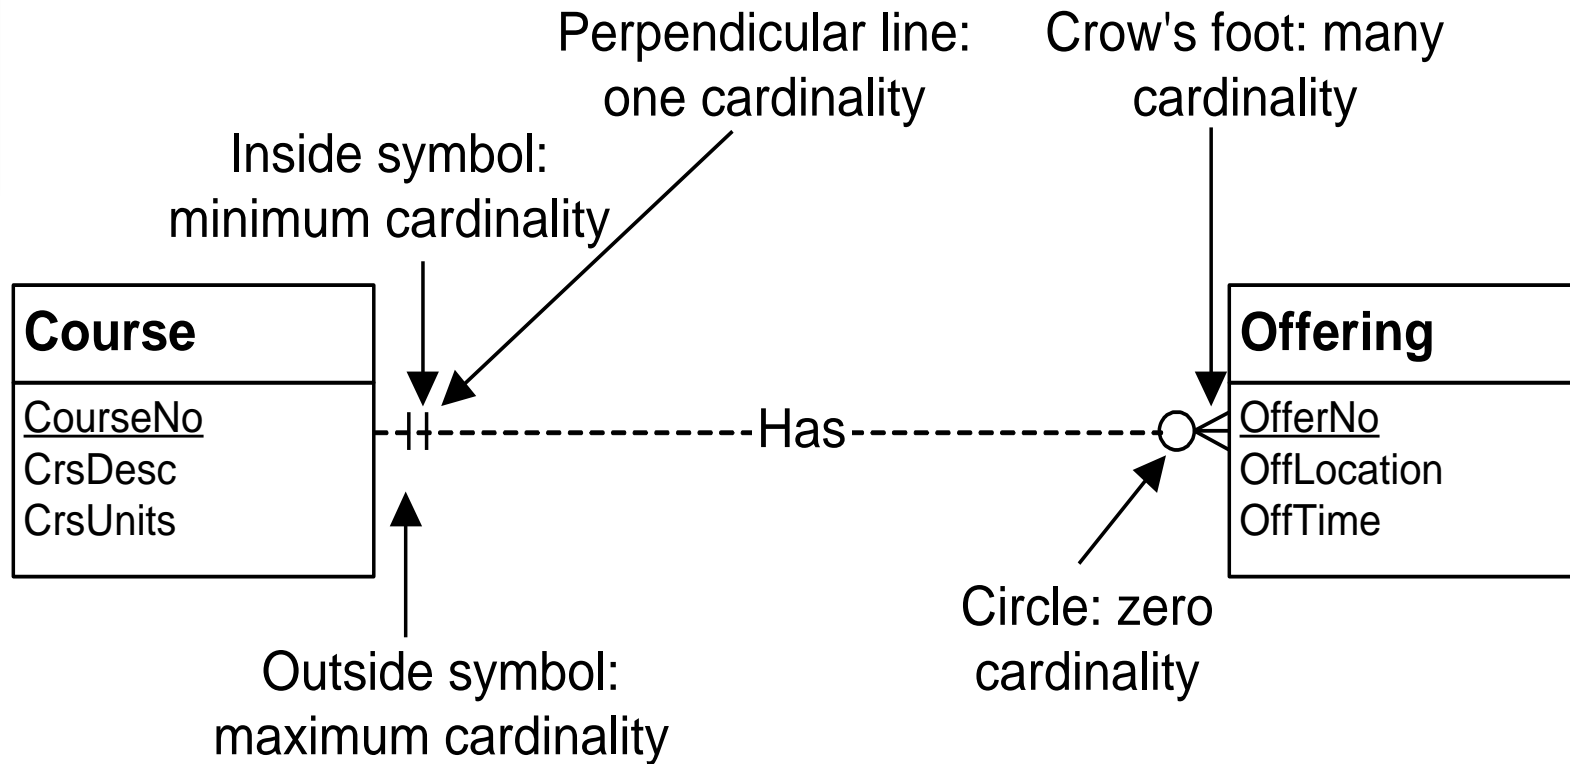 Perpendicular line:
one cardinality
Crow's foot: many
cardinality
Inside symbol:
minimum cardinality
Course
CourseNo
CrsDesc
CrsUnits
Has
Offering
OfferNo
OffLocation
OffTime
Outside symbol:
maximum cardinality
Circle: zero
cardinality